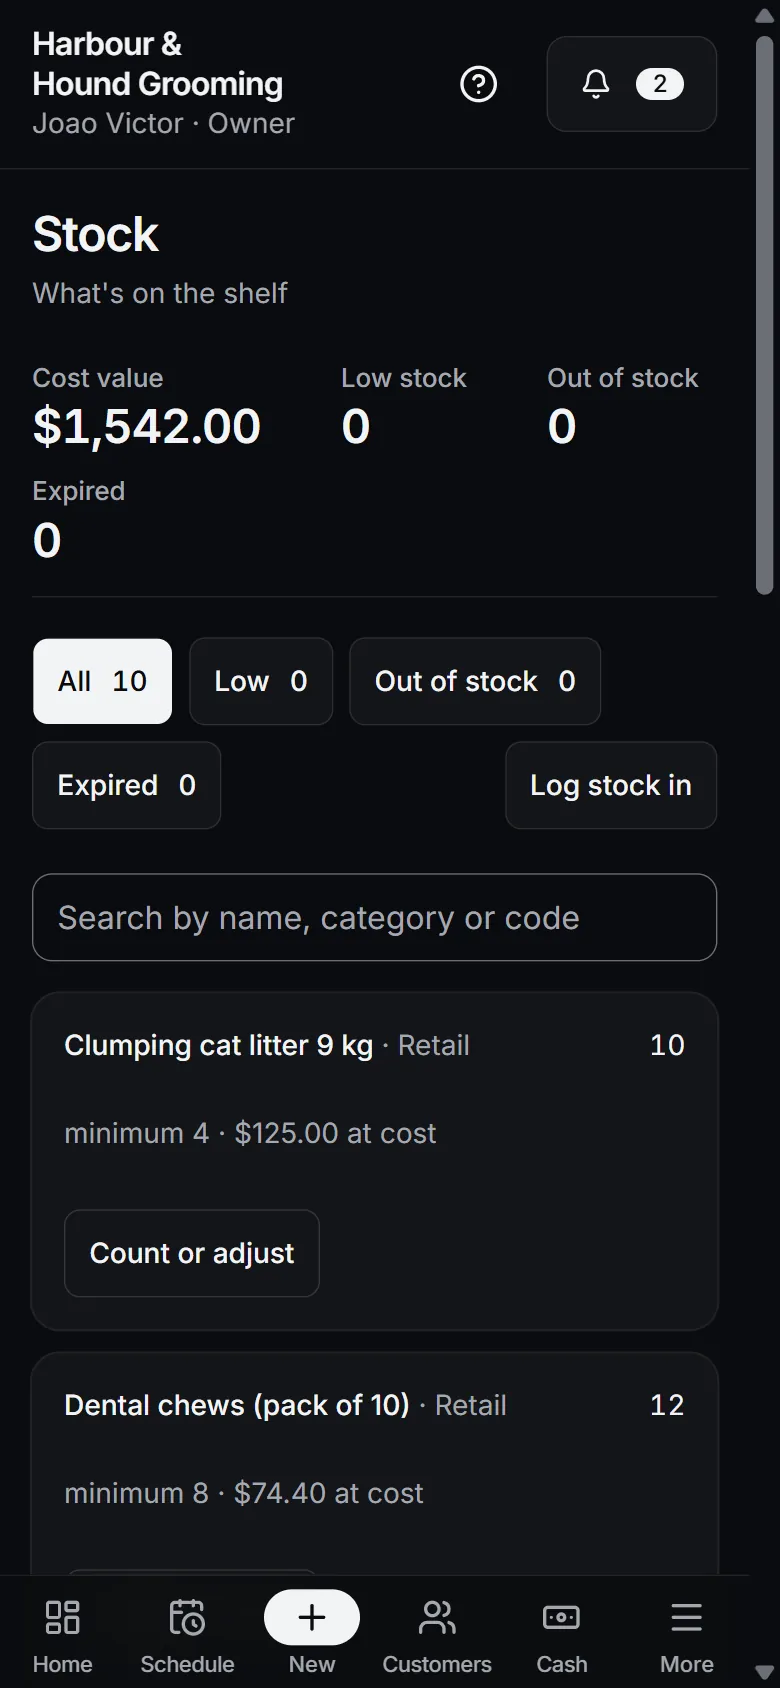 Harbour &
Hound Grooming
Joao Victor · Owner
2
Stock
What's on the shelf
Cost value
$1,542.00
Low stock
0
Out of stock
0
Expired
0
All 10
Low 0
Out of stock 0
Expired 0
Log stock in
Search by name, category or code
Clumping cat litter 9 kg · Retail 10
minimum 4 · $125.00 at cost
Count or adjust
Dental chews (pack of 10) · Retail 12
minimum 8 · $74.40 at cost
Home
Schedule
New
Customers
Cash
More